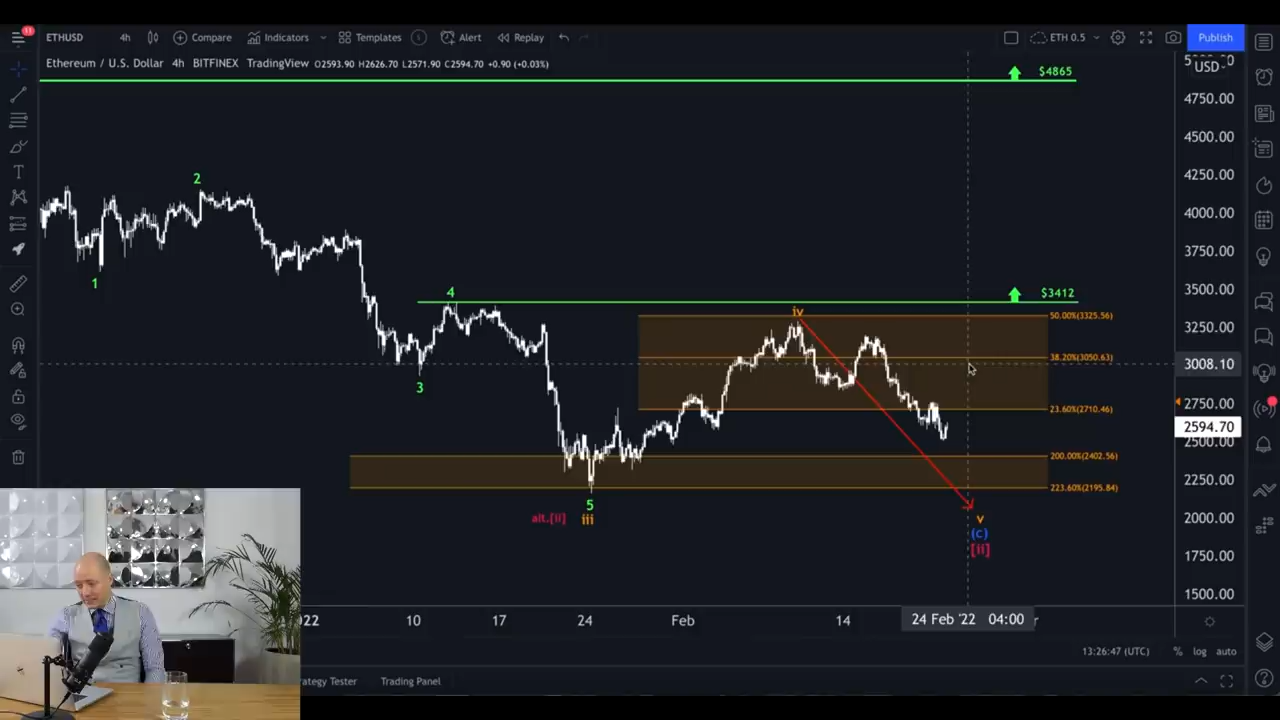 11
ETHUSD 4h Compare Indicators Templates Alert Replay ETH 0.5 Publish
Ethereum / U.S. Dollar 4h BITFINEX TradingView O2593.90 H2626.70 L2571.90 C2594.70 +0.90 (+0.03%)
USD
$4865
4750.00
4500.00
4250.00
2
4000.00
3750.00
1
3500.00
4
$3412
iv
50.00%(3325.56)
3250.00
38.20%(3050.63)
3008.10
3
2750.00
23.60%(2710.46)
2594.70
2500.00
200.00%(2402.56)
2250.00
223.60%(2195.84)
5
alt.[ii] iii
v
2000.00
(c)
[ii]
1750.00
1500.00
022 10 17 24 Feb 14 24 Feb '22 04:00
13:26:47 (UTC) % log auto
rategy Tester Trading Panel